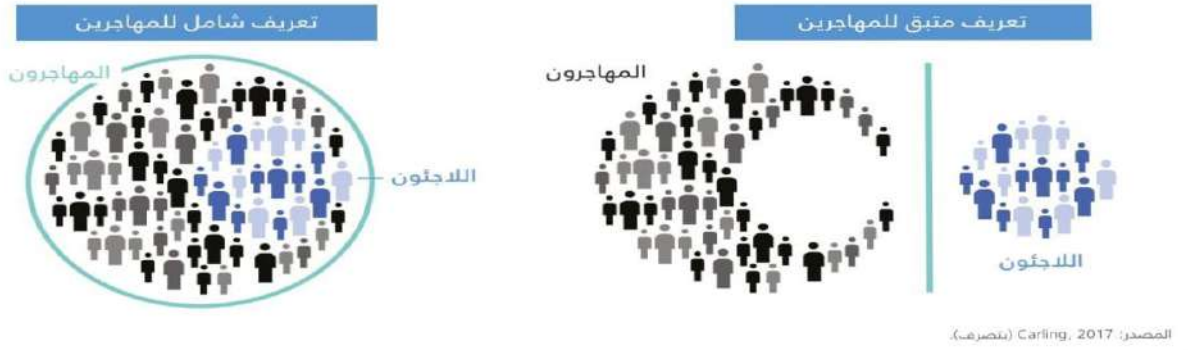 تعريف متبق للمهاجرين
تعريف شامل للمهاجرين
المهاجرون
المهاجرون
اللاجئون
اللاجئون
المصدر: Carling, 2017 (بتصرف).